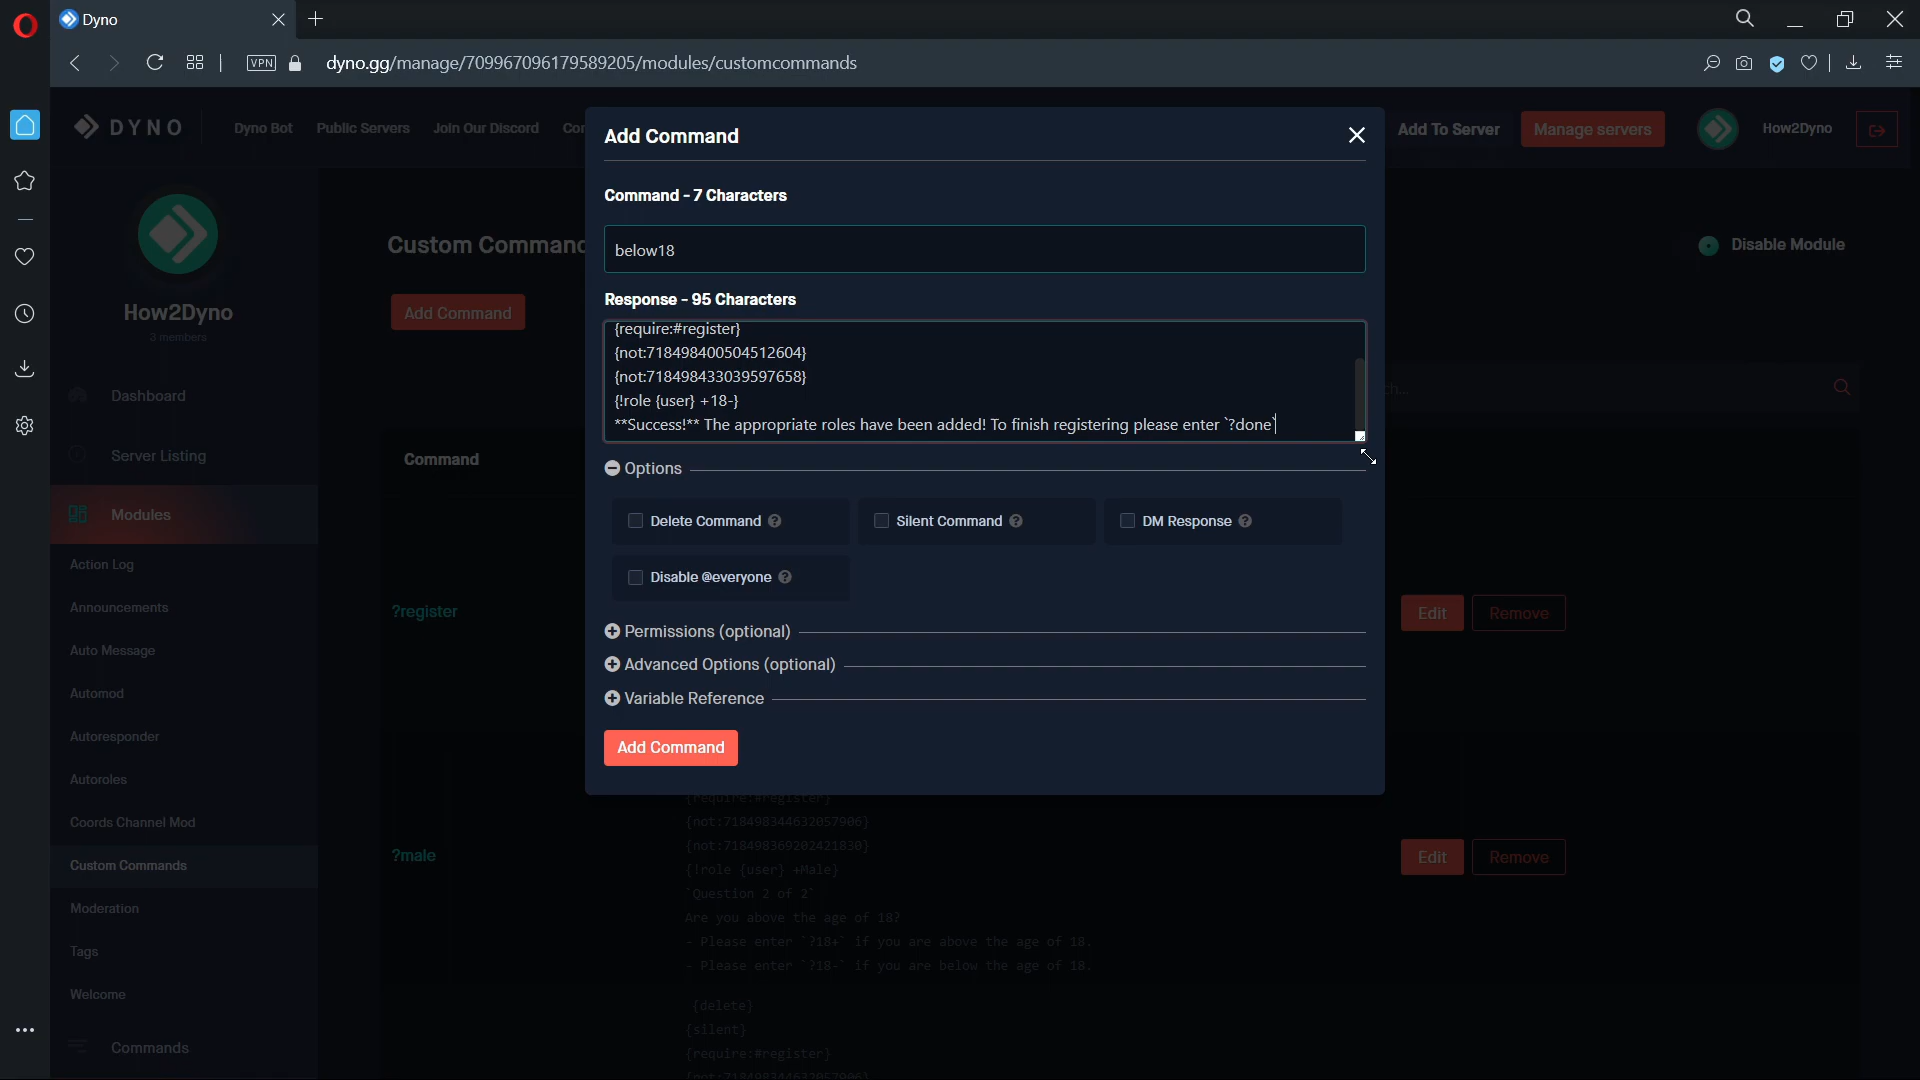 Dyno
VPN
dyno.gg/manage/709967096179589205/modules/customcommands
DYNO
Dyno Bot
Public Servers
Join Our Discord
Add To Server
Manage servers
How2Dyno
How2Dyno
3 members
Dashboard
Server Listing
Modules
Action Log
Announcements
Auto Message
Automod
Autoresponder
Autoroles
Coords Channel Mod
Custom Commands
Moderation
Tags
Welcome
Commands
Custom Command
Add Command
Disable Module
Command
Add Command
Command - 7 Characters
below18
Response - 95 Characters
{require:#register}
{not:718498400504512604}
{not:718498433039597658}
{!role {user} +18-}
**Success!** The appropriate roles have been added! To finish registering please enter `?done`
Options
Delete Command
Silent Command
DM Response
Disable @everyone
Permissions (optional)
Advanced Options (optional)
Variable Reference
Add Command
?register
Edit
Remove
?male
{require:#register}
{not:718498344632057906}
{not:718498369202421830}
{!role {user} +Male}
`Question 2 of 2`
Are you above the age of 18?
- Please enter `?18+` if you are above the age of 18.
- Please enter `?18-` if you are below the age of 18.
Edit
Remove
{delete}
{silent}
{require:#register}